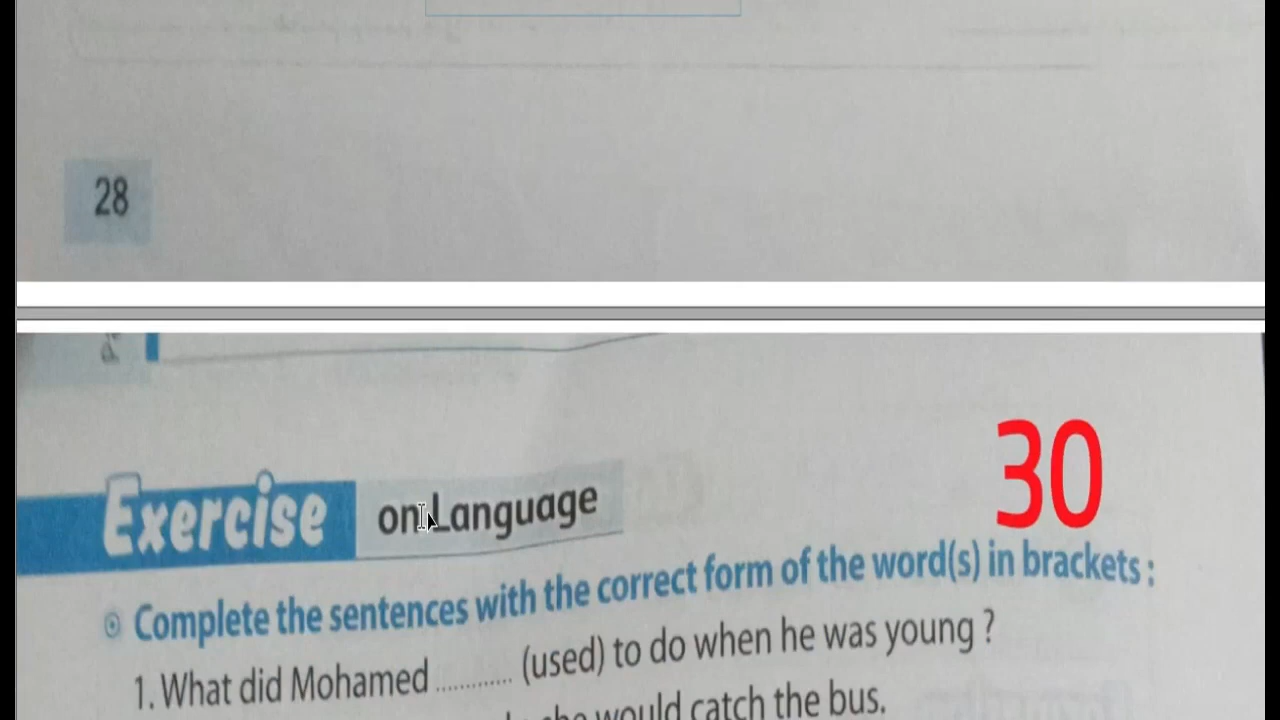 28
30
Exercise on Language
Complete the sentences with the correct form of the word(s) in brackets :
1. What did Mohamed ............ (used) to do when he was young ?
she would catch the bus.